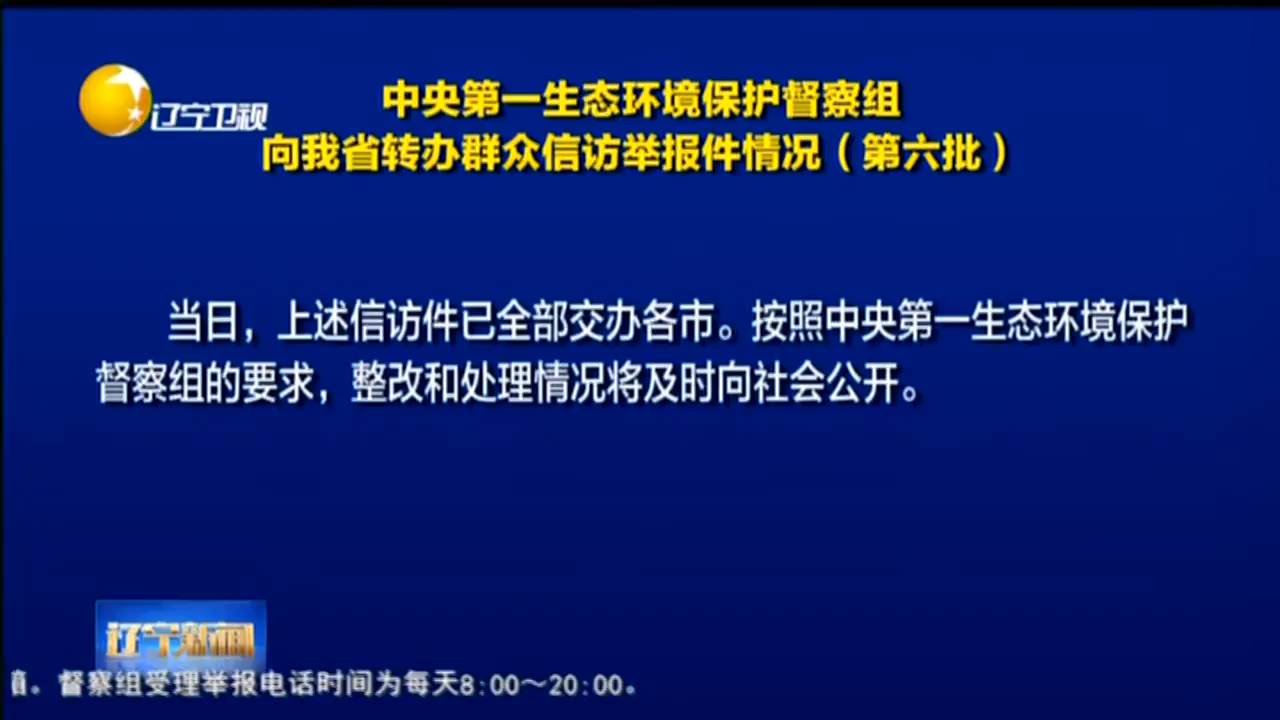 中央第一生态环境保护督察组
辽宁卫视
向我省转办群众信访举报件情况（第六批）
当日，上述信访件已全部交办各市。按照中央第一生态环境保护
督察组的要求，整改和处理情况将及时向社会公开。
辽宁新闻
。督察组受理举报电话时间为每天8:00～20:00。